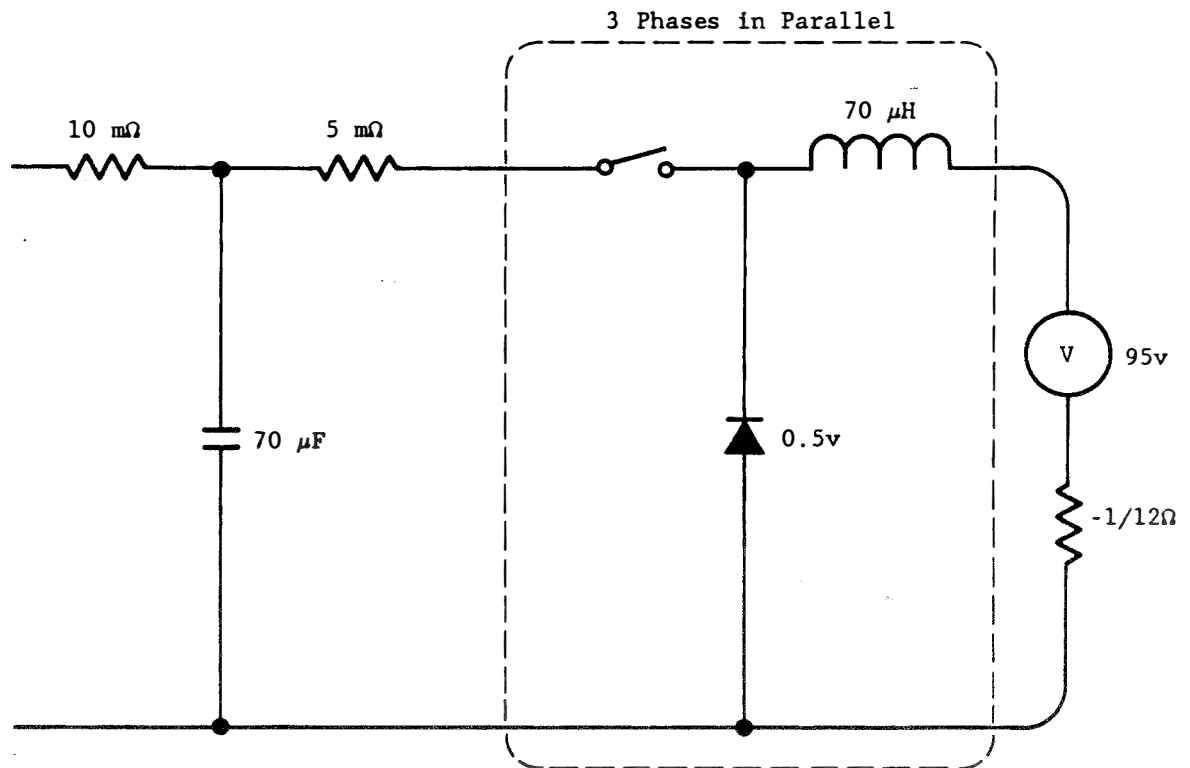 3 Phases in Parallel
10 mΩ
5 mΩ
70 μH
V
95v
70 μF
0.5v
-1/12Ω